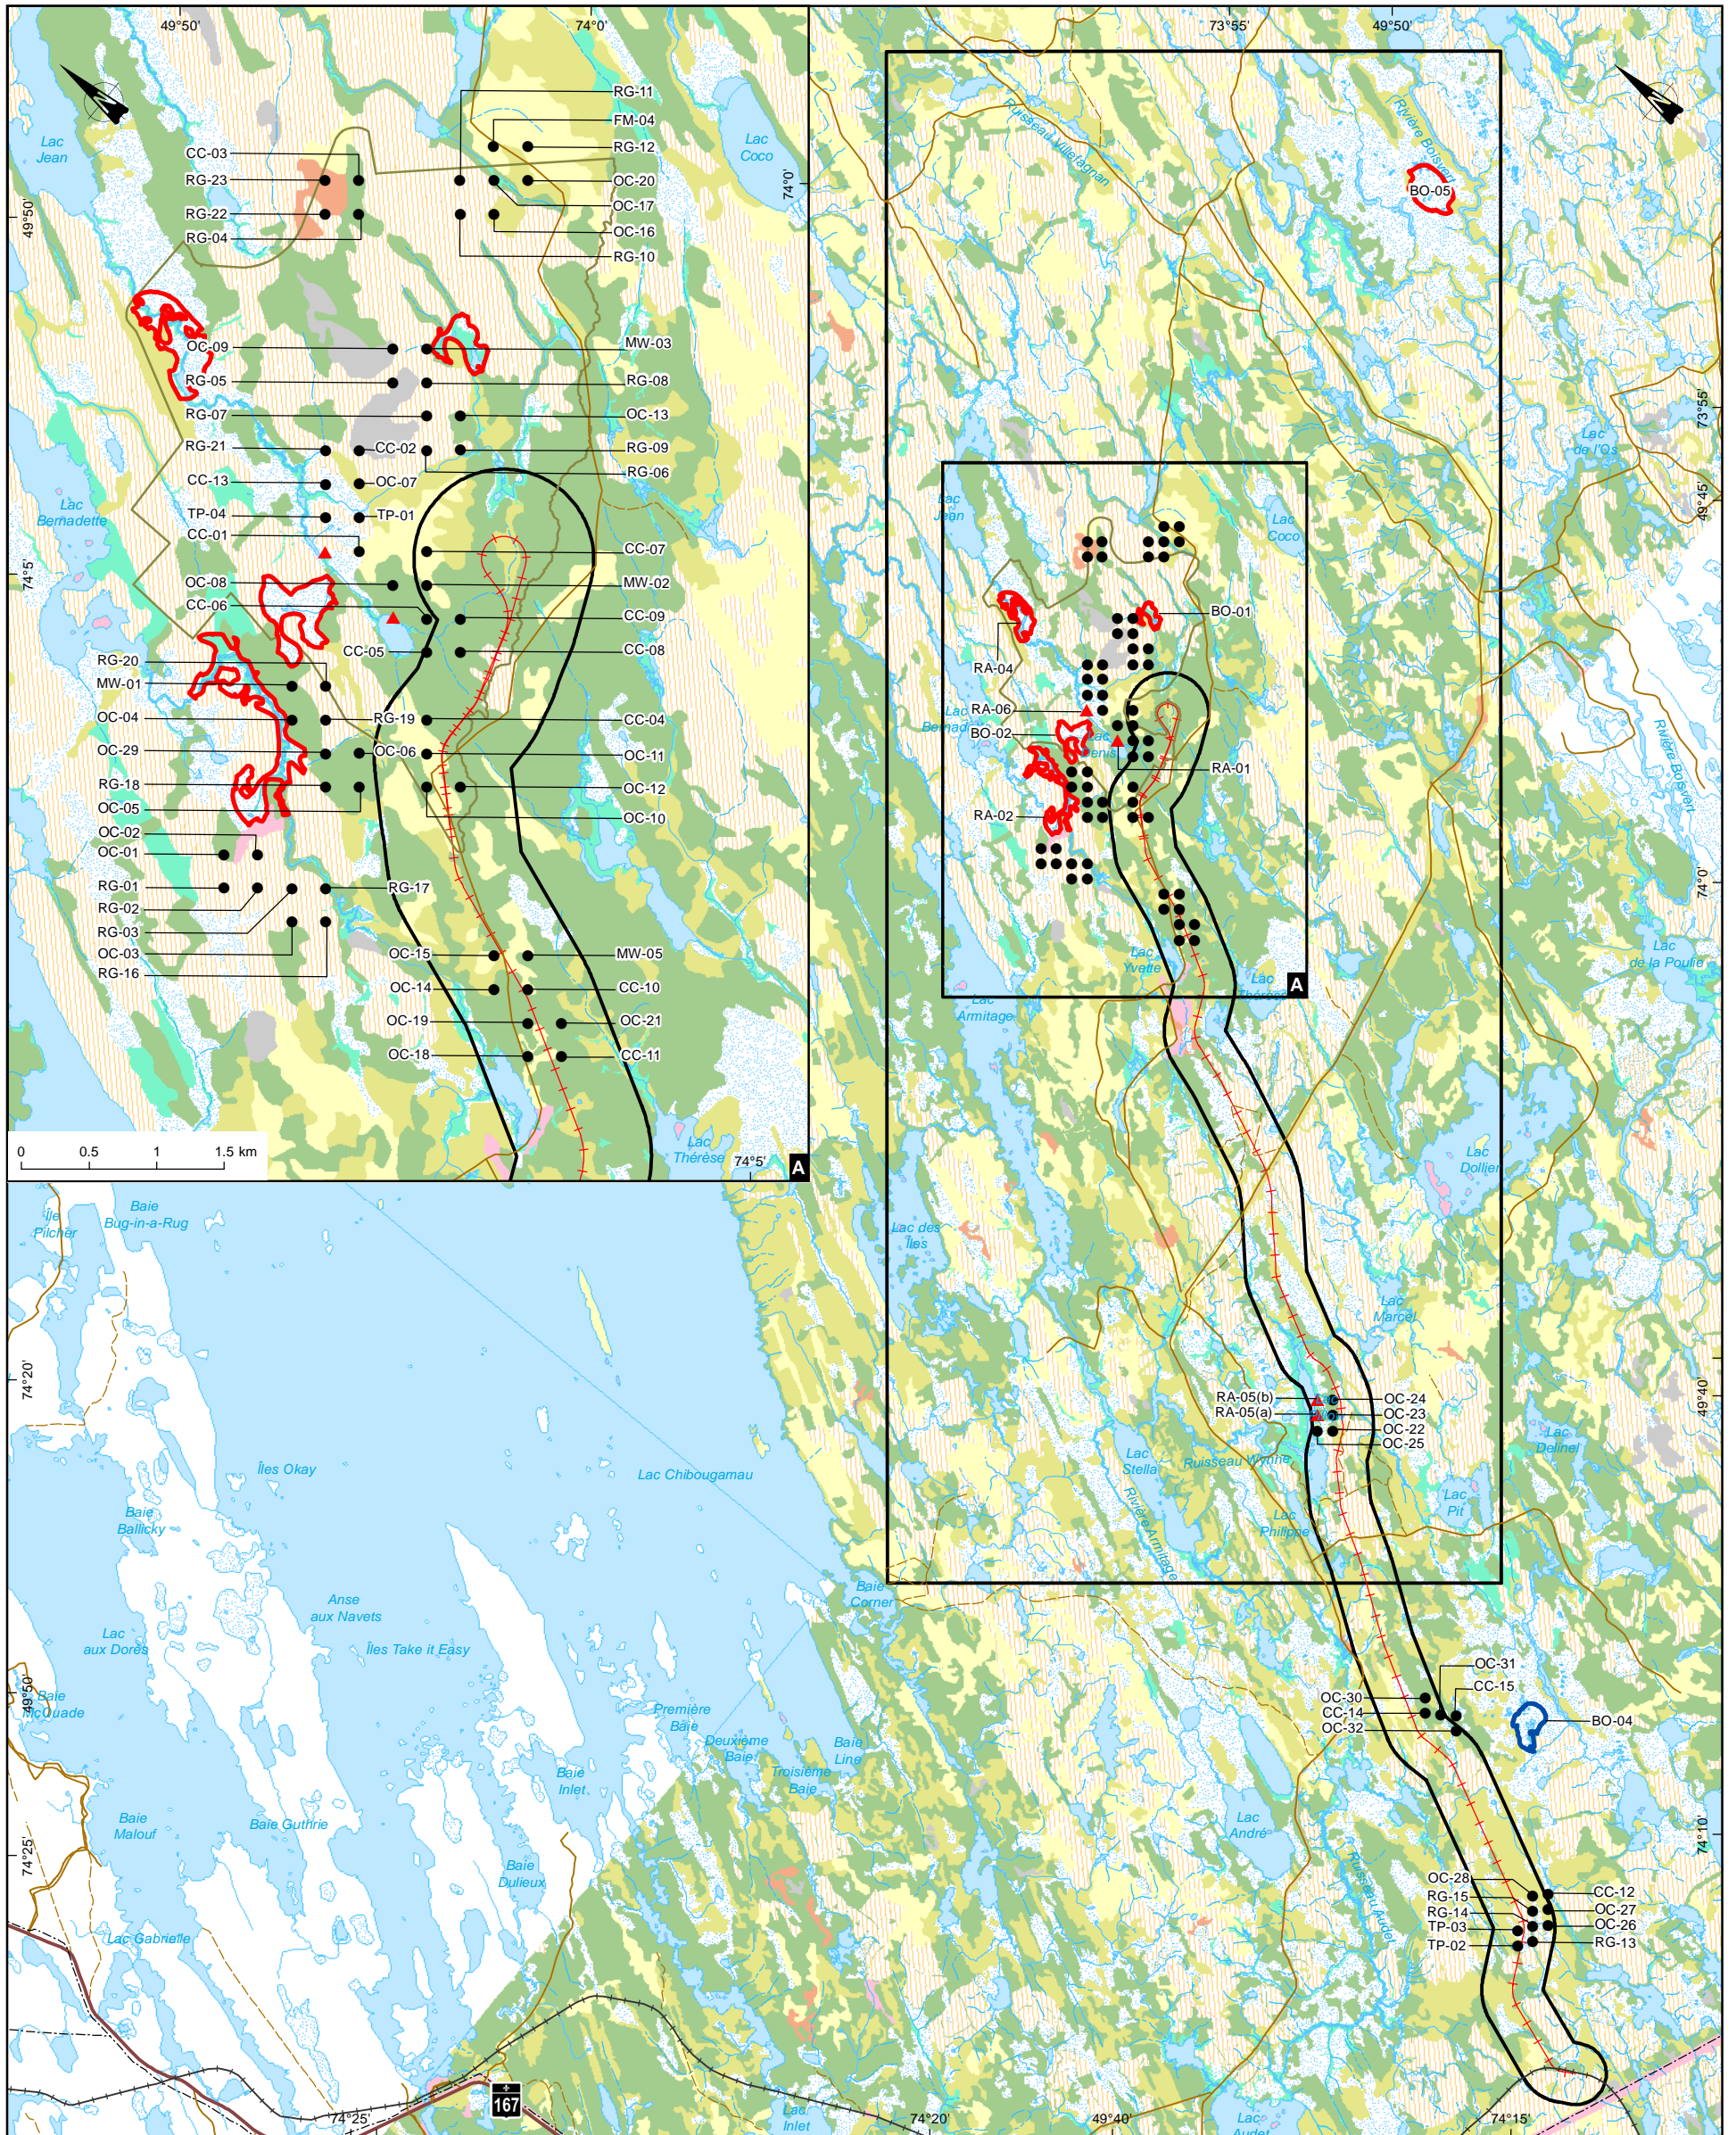 49°50'
74°0'
73°55'
49°50'
Lac
Jean
Lac
Coco
RG-11
FM-04
RG-12
OC-20
OC-17
OC-16
RG-10
CC-03
RG-23
RG-22
RG-04
74°0'
49°50'
OC-09
MW-03
RG-05
RG-08
RG-07
OC-13
RG-21
CC-02
RG-09
RG-06
CC-13
OC-07
TP-04
TP-01
CC-01
CC-07
Lac
Bernadette
74°5'
OC-08
MW-02
CC-06
CC-09
CC-05
CC-08
RG-20
MW-01
OC-04
RG-19
CC-04
OC-29
OC-06
OC-11
RG-18
OC-12
OC-05
OC-10
OC-02
OC-01
RG-01
RG-17
RG-02
RG-03
OC-03
RG-16
OC-15
MW-05
OC-14
CC-10
OC-19
OC-21
OC-18
CC-11
Lac
Thérèse
74°5'
A
0 0.5 1 1.5 km
Ruisseau Villefagnan
Rivière Boisvert
BO-05
73°55'
Lac
de l'Os
49°45'
Lac
Jean
Lac
Coco
BO-01
RA-04
RA-06
Lac
BO-02
RA-01
RA-02
Rivière Boisvert
74°0'
Lac
de la Poulie
Lac
Yvette
Lac
Thérèse
A
Lac
Armitage
Lac
Dollier
Lac des
Îles
Lac
Marcel
RA-05(b)
RA-05(a)
OC-24
OC-23
OC-22
OC-25
49°40'
Lac
Delinel
Lac
Stella
Ruisseau Wynne
Lac
Pit
Rivière Armitage
Lac
Philippe
Île
Pilcher
Baie
Bug-in-a-Rug
74°20'
Îles Okay
Lac Chibougamau
Baie
Ballicky
Anse
aux Navets
Îles Take it Easy
Lac
aux Dorés
Baie
Corner
Baie
McQuade
49°50'
Première
Baie
Deuxième
Baie
Troisième
Baie
Baie
Line
Baie
Inlet
OC-31
CC-15
OC-30
CC-14
OC-32
BO-04
Baie
Malouf
Baie Guthrie
74°25'
Baie
Dulieux
Lac Gabrielle
Lac
André
Ruisseau Audet
74°10'
OC-28
RG-15
RG-14
TP-03
TP-02
CC-12
OC-27
OC-26
RG-13
167
74°25'
Lac
Inlet
74°20'
49°40'
Lac
Audet
74°15'